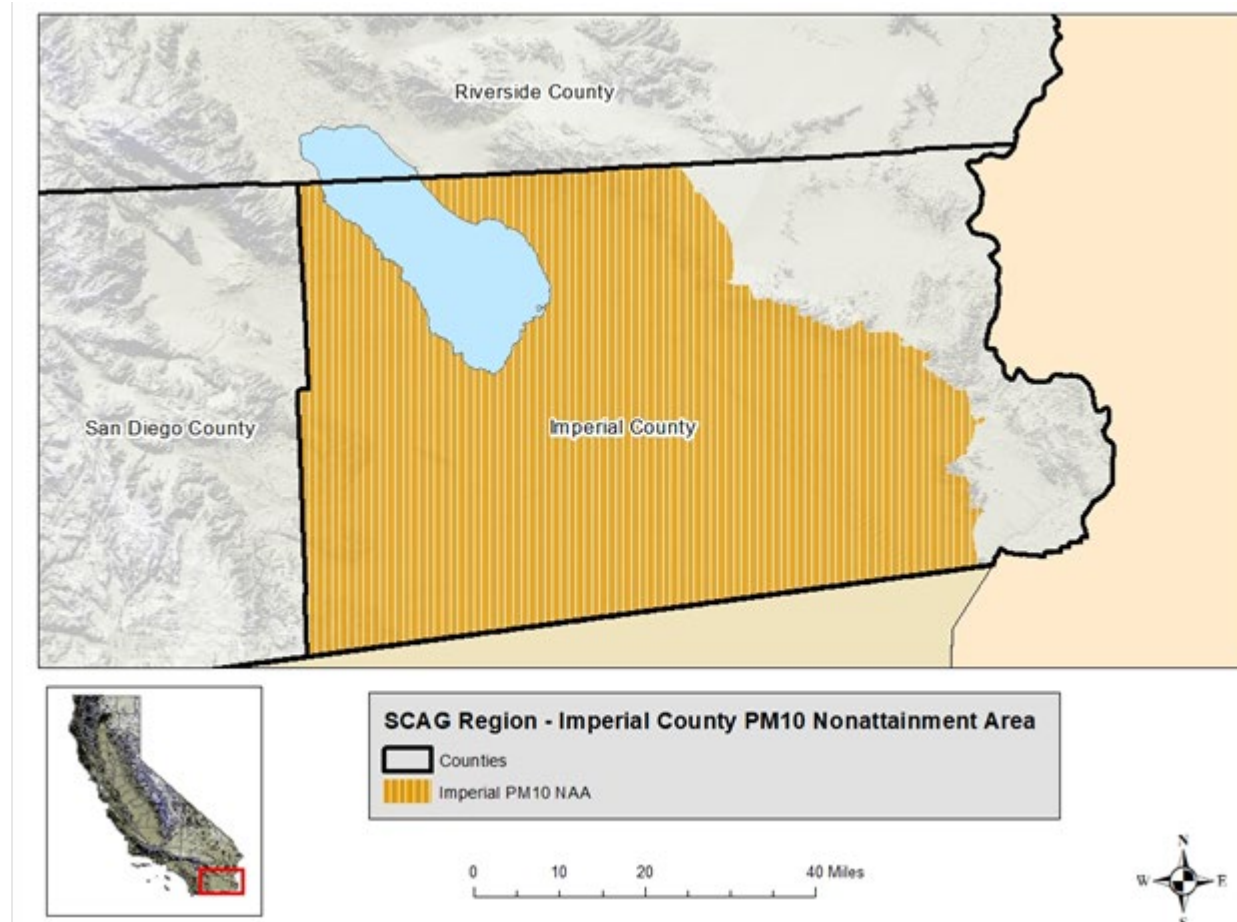 Riverside County
San Diego County
Imperial County
SCAG Region - Imperial County PM10 Nonattainment Area
Counties
Imperial PM10 NAA
0 10 20 40 Miles
N
W E
S